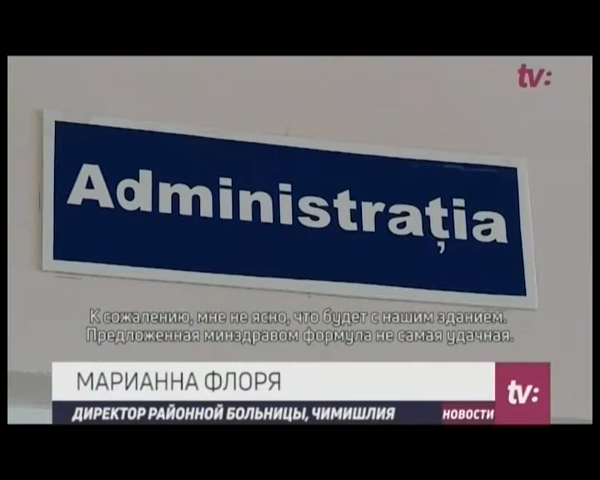 tv:
Administrația
К сожалению, мне не ясно, что будет с нашим зданием.
Предложенная минздравом формула не самая удачная.
МАРИАННА ФЛОРЯ
tv:
ДИРЕКТОР РАЙОННОЙ БОЛЬНИЦЫ, ЧИМИШЛИЯ
НОВОСТИ